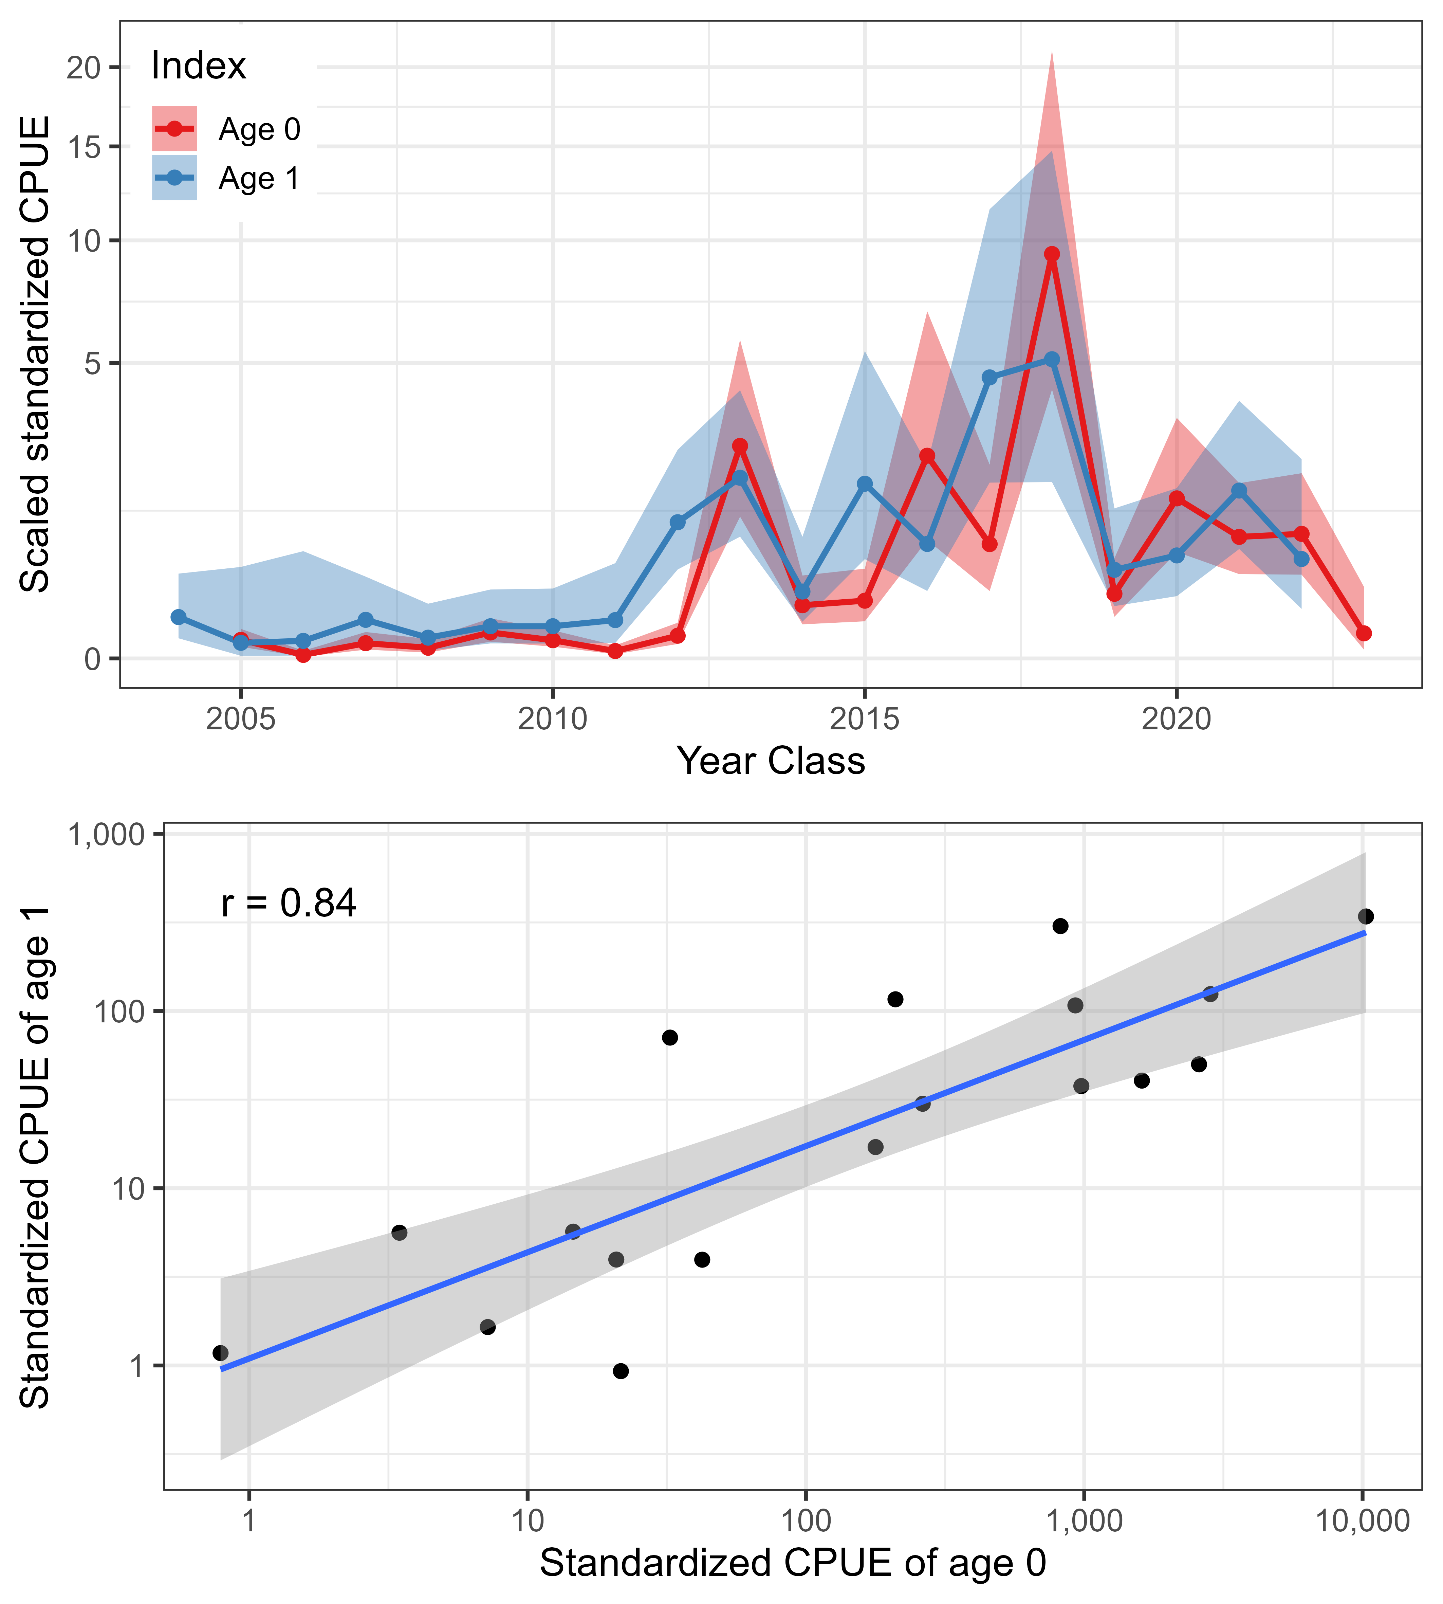 Scaled standardized CPUE
20
15
10
5
0
Index
Age 0
Age 1
2005
2010
2015
2020
Year Class
Standardized CPUE of age 1
1,000
100
10
1
r = 0.84
1
10
100
1,000
10,000
Standardized CPUE of age 0